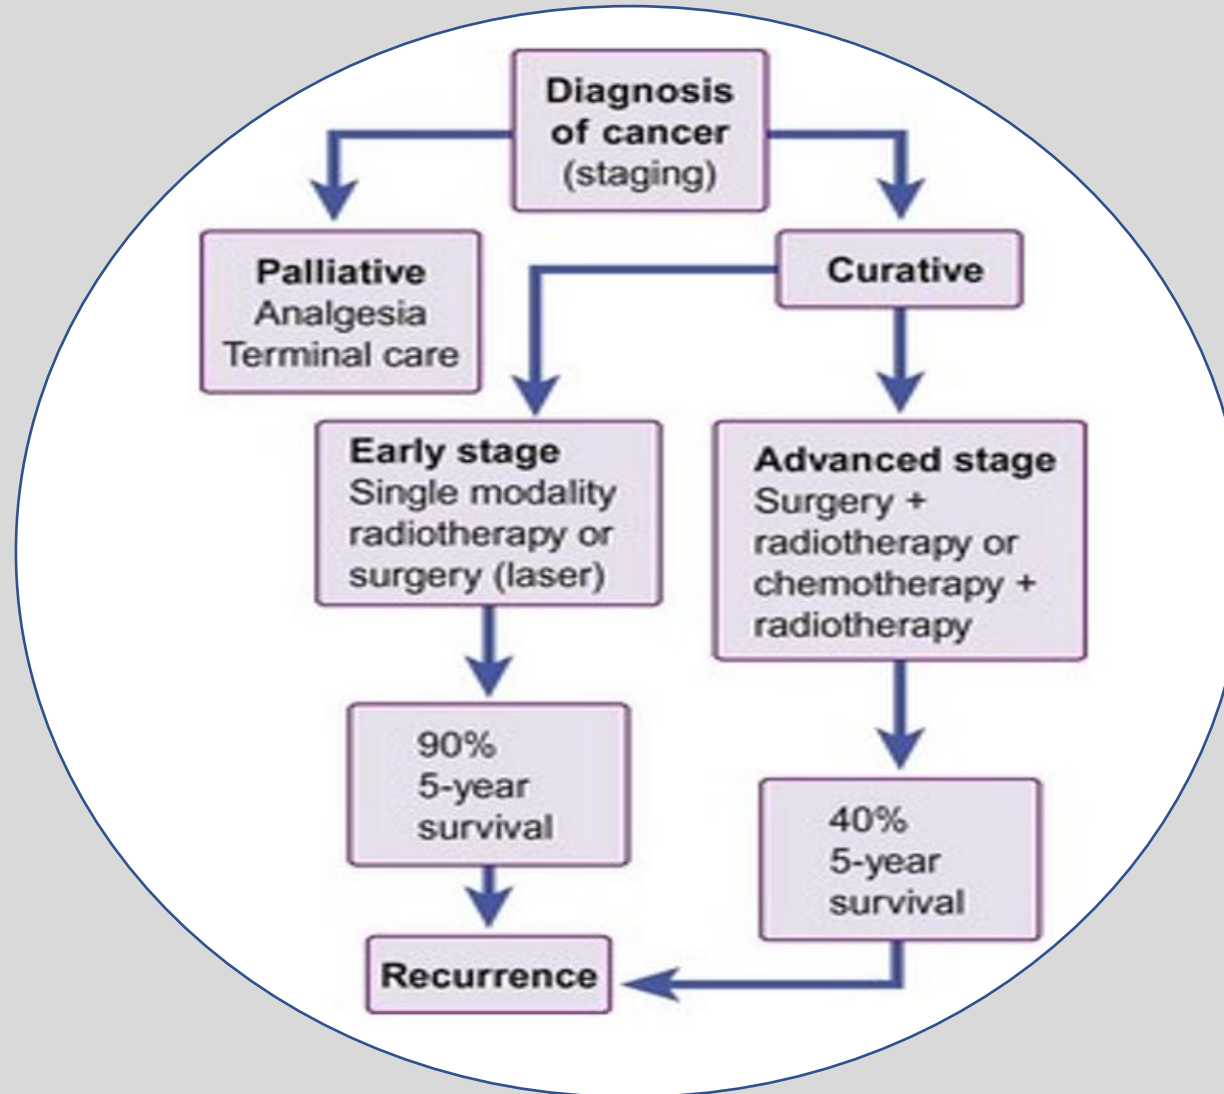 Diagnosis
of cancer
(staging)
Palliative
Analgesia
Terminal care
Curative
Early stage
Single modality
radiotherapy or
surgery (laser)
Advanced stage
Surgery +
radiotherapy or
chemotherapy +
radiotherapy
90%
5-year
survival
40%
5-year
survival
Recurrence